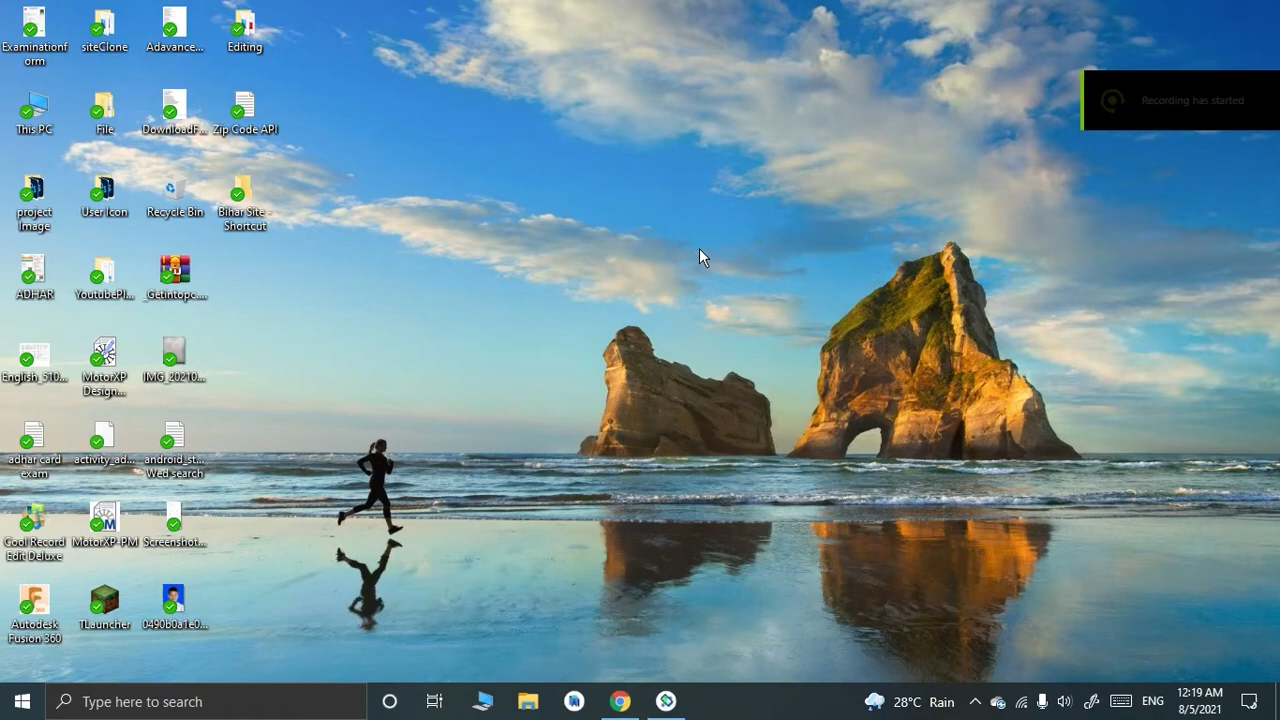 Examinationf
orm
siteClone
Adavance...
Editing
This PC
File
DownloadF...
Zip Code API
project
Image
User Icon
Recycle Bin
Bihar Site -
Shortcut
ADHAR
YoutubePl...
_Getintopc....
English_510...
MotorXP
Design...
IMG_20210...
adhar card
exam
activity_ad...
android_st...
Wed search
Cool Record
Edit Deluxe
MotorXP-PM
Screenshot...
Autodesk
Fusion 360
TLauncher
0490b0a1e0...
Recording has started
Type here to search
28°C Rain
ENG
12:19 AM
8/5/2021